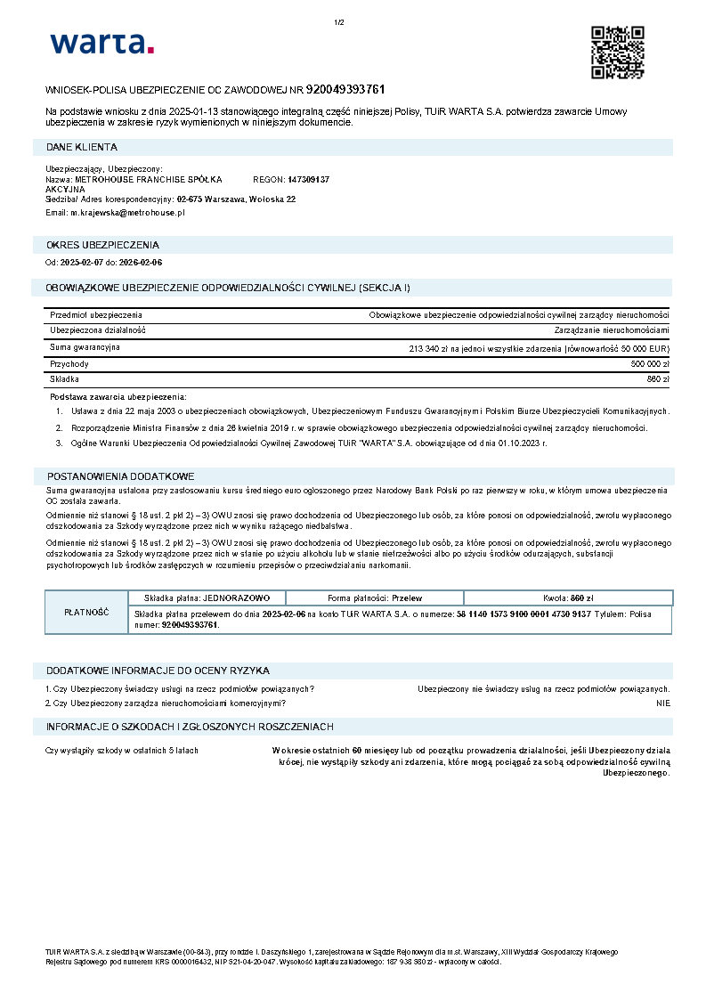 1/2
warta.
WNIOSEK-POLISA UBEZPIECZENIE OC ZAWODOWEJ NR 920049393761
Na podstawie wniosku z dnia 2025-01-13 stanowiącego integralną część niniejszej Polisy, TUiR WARTA S.A. potwierdza zawarcie Umowy
ubezpieczenia w zakresie ryzyk wymienionych w niniejszym dokumencie.
DANE KLIENTA
Ubezpieczający, Ubezpieczony:
Nazwa: METROHOUSE FRANCHISE SPÓŁKA REGON: 147309137
AKCYJNA
Siedziba/ Adres korespondencyjny: 02-675 Warszawa, Wołoska 22
Email: m.krajewska@metrohouse.pl
OKRES UBEZPIECZENIA
Od: 2025-02-07 do: 2026-02-06
OBOWIĄZKOWE UBEZPIECZENIE ODPOWIEDZIALNOŚCI CYWILNEJ (SEKCJA I)
Przedmiot ubezpieczenia Obowiązkowe ubezpieczenie odpowiedzialności cywilnej zarządcy nieruchomości
Ubezpieczona działalność Zarządzanie nieruchomościami
Suma gwarancyjna 213 340 zł na jedno i wszystkie zdarzenia (równowartość 50 000 EUR)
Przychody 500 000 zł
Składka 860 zł
Podstawa zawarcia ubezpieczenia:
1. Ustawa z dnia 22 maja 2003 o ubezpieczeniach obowiązkowych, Ubezpieczeniowym Funduszu Gwarancyjnym i Polskim Biurze Ubezpieczycieli Komunikacyjnych.
2. Rozporządzenie Ministra Finansów z dnia 26 kwietnia 2019 r. w sprawie obowiązkowego ubezpieczenia odpowiedzialności cywilnej zarządcy nieruchomości.
3. Ogólne Warunki Ubezpieczenia Odpowiedzialności Cywilnej Zawodowej TUiR "WARTA" S.A. obowiązujące od dnia 01.10.2023 r.
POSTANOWIENIA DODATKOWE
Suma gwarancyjna ustalona przy zastosowaniu kursu średniego euro ogłoszonego przez Narodowy Bank Polski po raz pierwszy w roku, w którym umowa ubezpieczenia
OC została zawarta.
Odmiennie niż stanowi § 18 ust. 2 pkt 2) – 3) OWU znosi się prawo dochodzenia od Ubezpieczonego lub osób, za które ponosi on odpowiedzialność, zwrotu wypłaconego
odszkodowania za Szkody wyrządzone przez nich w wyniku rażącego niedbalstwa.
Odmiennie niż stanowi § 18 ust. 2 pkt 2) – 3) OWU znosi się prawo dochodzenia od Ubezpieczonego lub osób, za które ponosi on odpowiedzialność, zwrotu wypłaconego
odszkodowania za Szkody wyrządzone przez nich w stanie po użyciu alkoholu lub w stanie nietrzeźwości albo po użyciu środków odurzających, substancji
psychotropowych lub środków zastępczych w rozumieniu przepisów o przeciwdziałaniu narkomanii.
PŁATNOŚĆ
Składka płatna: JEDNORAZOWO Forma płatności: Przelew Kwota: 860 zł
Składka płatna przelewem do dnia 2025-02-06 na konto TUiR WARTA S.A. o numerze: 58 1140 1573 9100 0001 4730 9137 Tytułem: Polisa
numer: 920049393761.
DODATKOWE INFORMACJE DO OCENY RYZYKA
1. Czy Ubezpieczony świadczy usługi na rzecz podmiotów powiązanych? Ubezpieczony nie świadczy usług na rzecz podmiotów powiązanych.
2. Czy Ubezpieczony zarządza nieruchomościami komercyjnymi? NIE
INFORMACJE O SZKODACH I ZGŁOSZONYCH ROSZCZENIACH
Czy wystąpiły szkody w ostatnich 5 latach W okresie ostatnich 60 miesięcy lub od początku prowadzenia działalności, jeśli Ubezpieczony działa
krócej, nie wystąpiły szkody ani zdarzenia, które mogą pociągać za sobą odpowiedzialność cywilną
Ubezpieczonego.
TUiR WARTA S.A. z siedzibą w Warszawie (00-843), przy rondzie I. Daszyńskiego 1, zarejestrowana w Sądzie Rejonowym dla m.st. Warszawy, XIII Wydział Gospodarczy Krajowego
Rejestru Sądowego pod numerem KRS 0000016432, NIP 521-04-20-047. Wysokość kapitału zakładowego: 187 938 580 zł - wpłacony w całości.